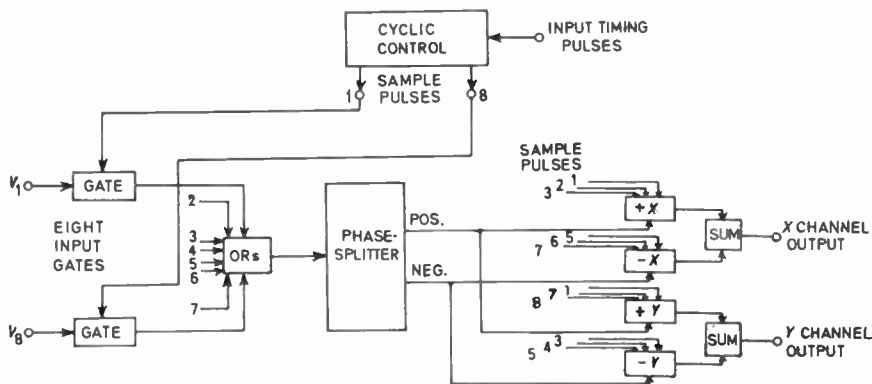 CYCLIC
CONTROL
INPUT TIMING
PULSES
SAMPLE
PULSES
1
8
V1
GATE
EIGHT
INPUT
GATES
2
3
4
5
6
7
ORs
V8
GATE
PHASE-
SPLITTER
POS.
NEG.
SAMPLE
PULSES
3 2 1
+ X
7 6 5
- X
SUM
X CHANNEL
OUTPUT
8 7 1
+ Y
5 4 3
- Y
SUM
Y CHANNEL
OUTPUT